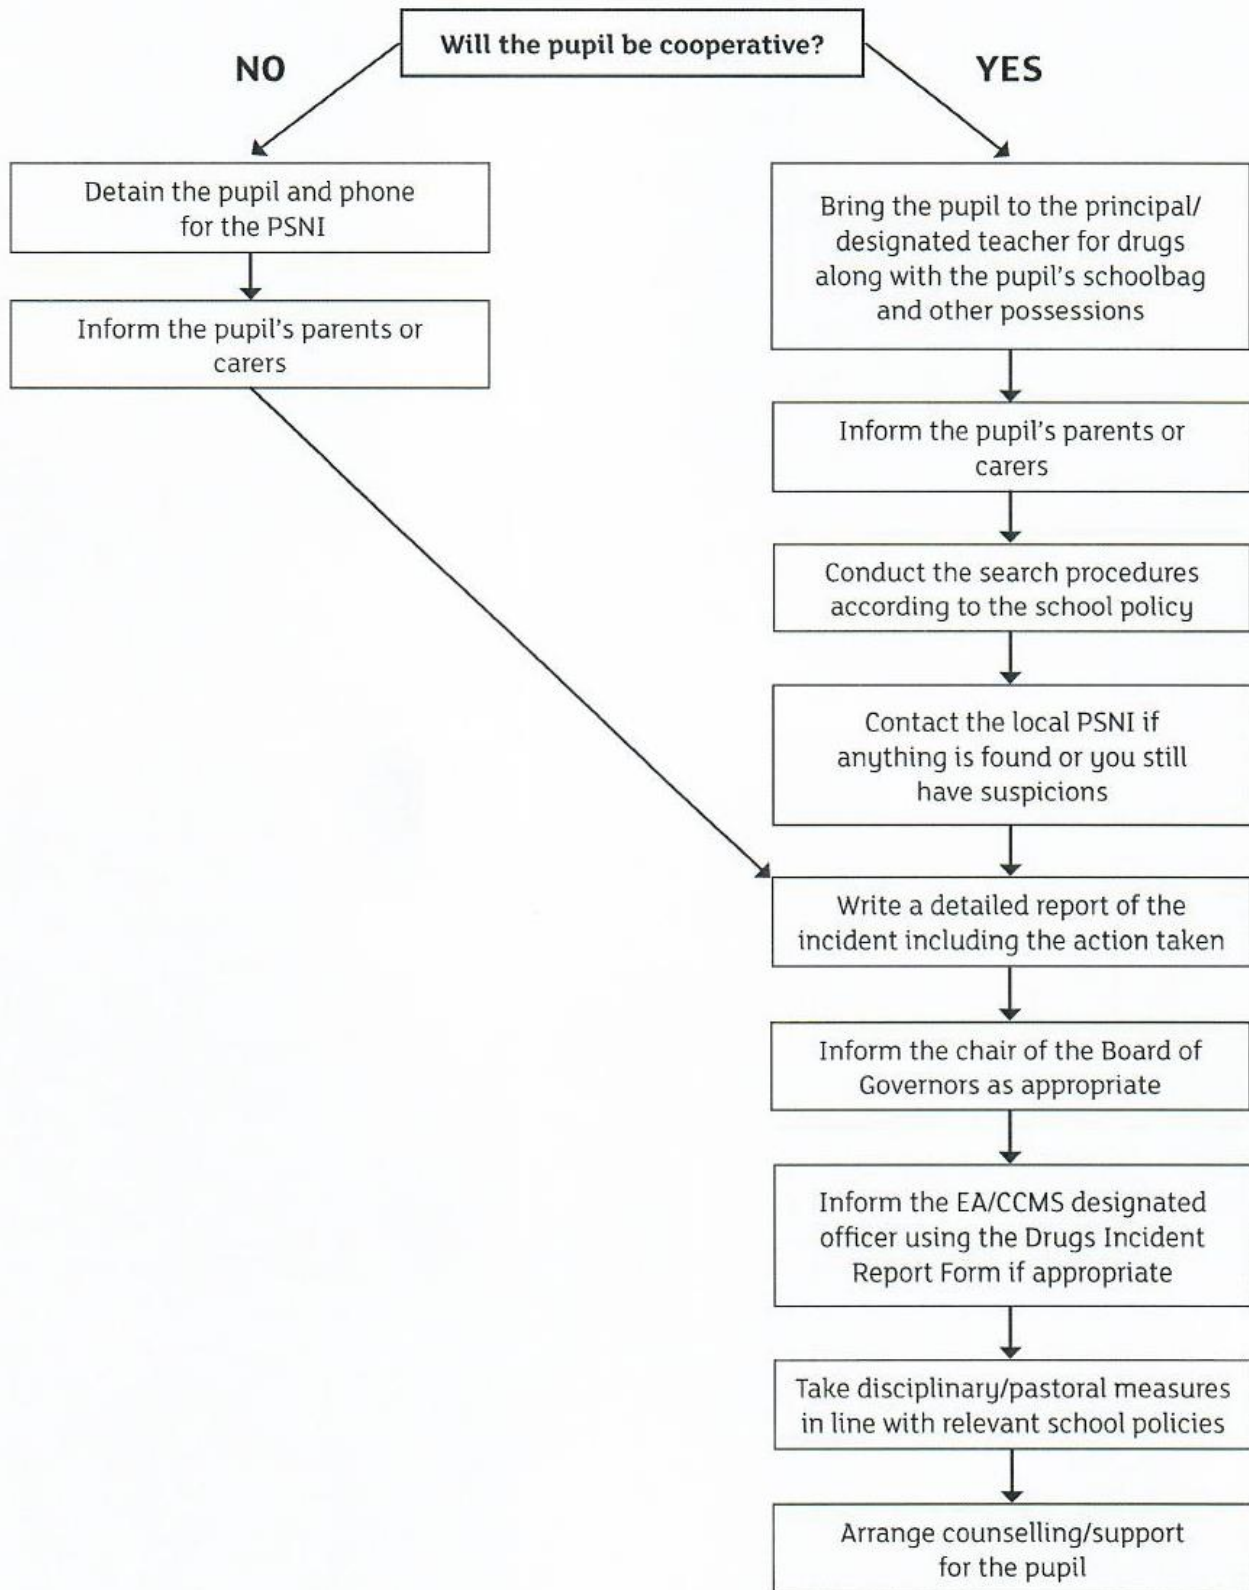 Will the pupil be cooperative?
NO
YES
Detain the pupil and phone
for the PSNI
Inform the pupil's parents or
carers
Bring the pupil to the principal/
designated teacher for drugs
along with the pupil's schoolbag
and other possessions
Inform the pupil's parents or
carers
Conduct the search procedures
according to the school policy
Contact the local PSNI if
anything is found or you still
have suspicions
Write a detailed report of the
incident including the action taken
Inform the chair of the Board of
Governors as appropriate
Inform the EA/CCMS designated
officer using the Drugs Incident
Report Form if appropriate
Take disciplinary/pastoral measures
in line with relevant school policies
Arrange counselling/support
for the pupil